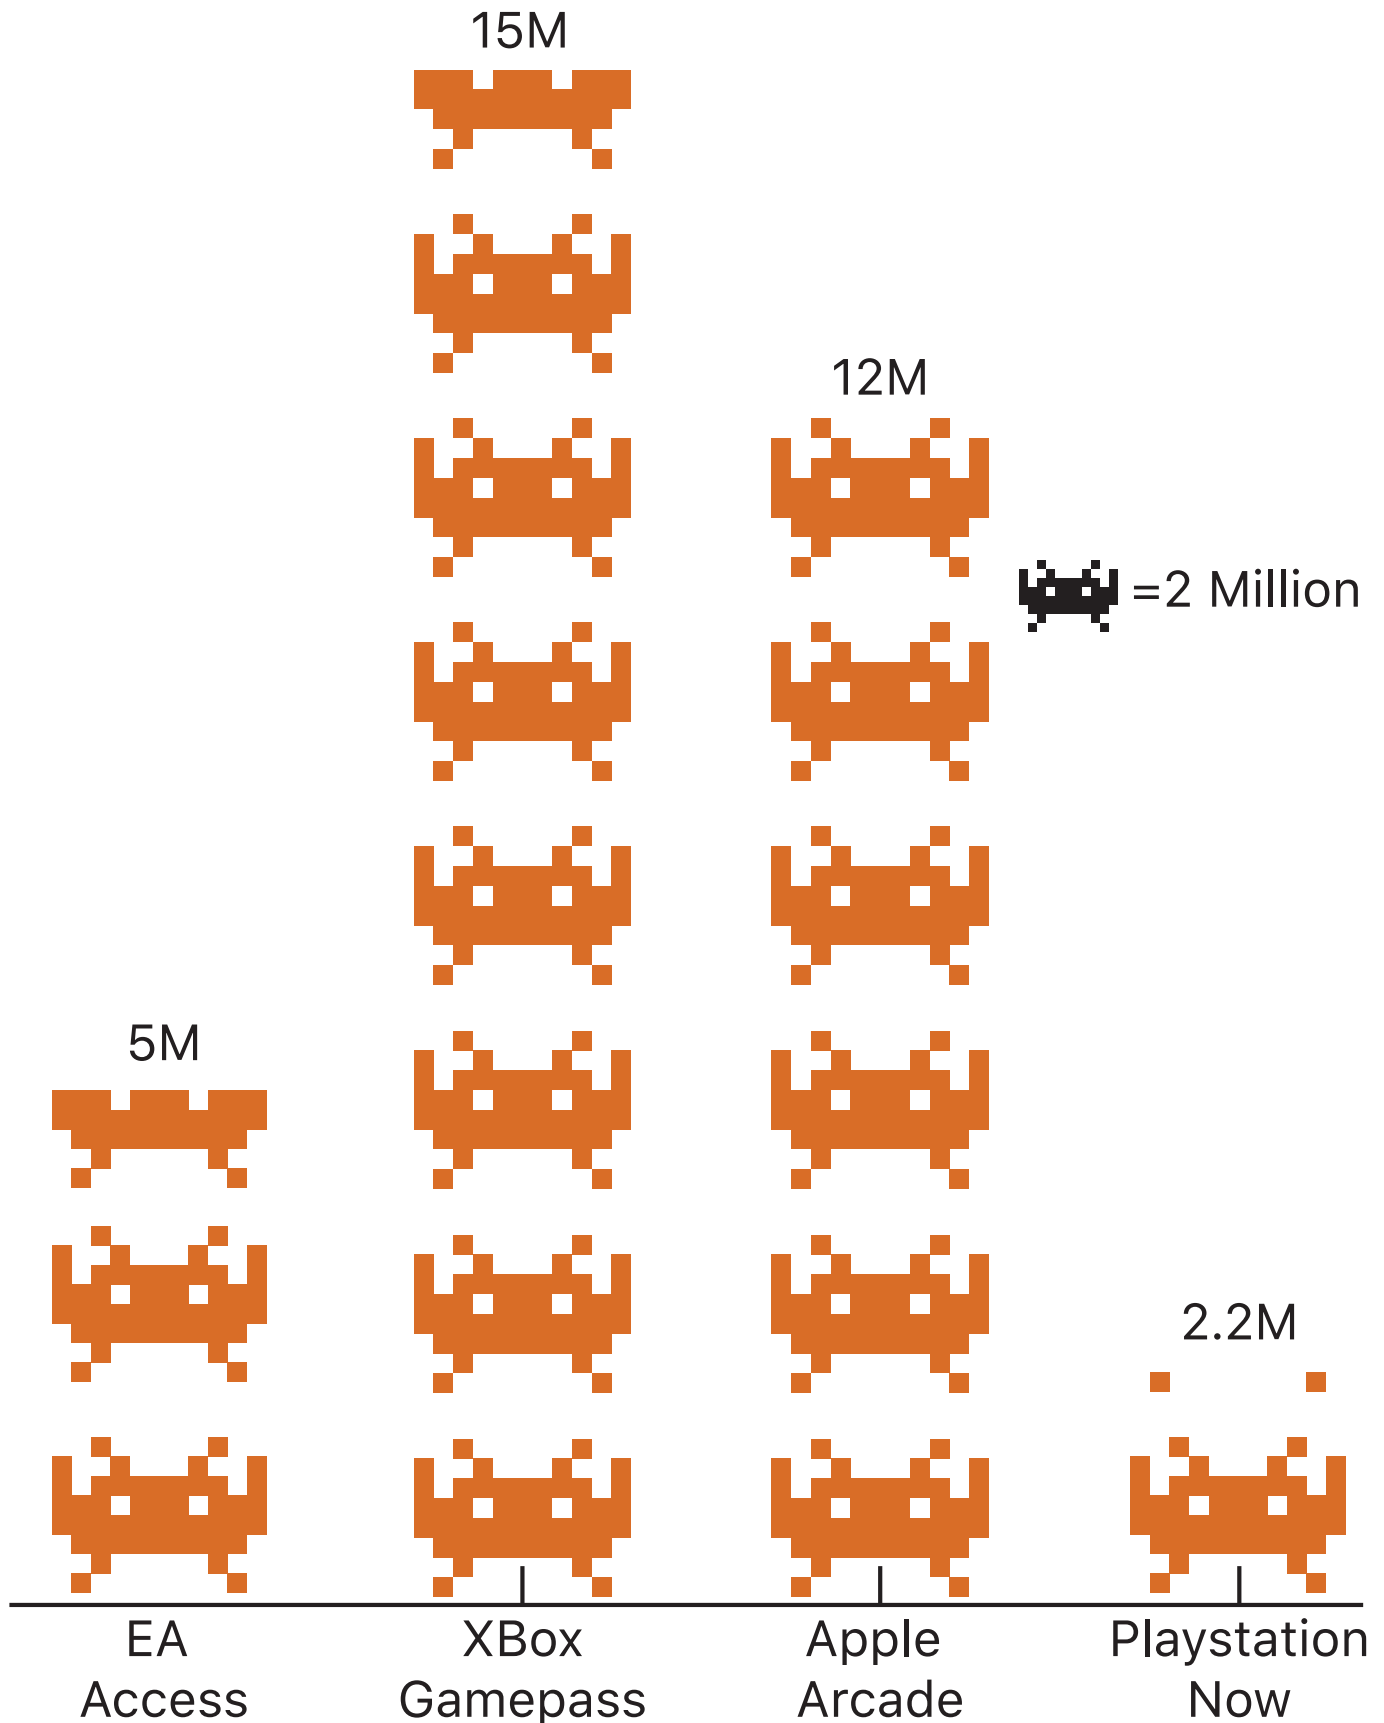 15M
12M
=2 Million
5M
2.2M
EA
Access
XBox
Gamepass
Apple
Arcade
Playstation
Now